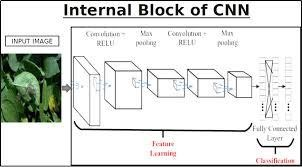 Internal Block of CNN
INPUT IMAGE
Convolution +
RELU
Max
pooling
Convolution +
RELU
Max
pooling
Feature
Learning
Fully Connected
Layer
Classification